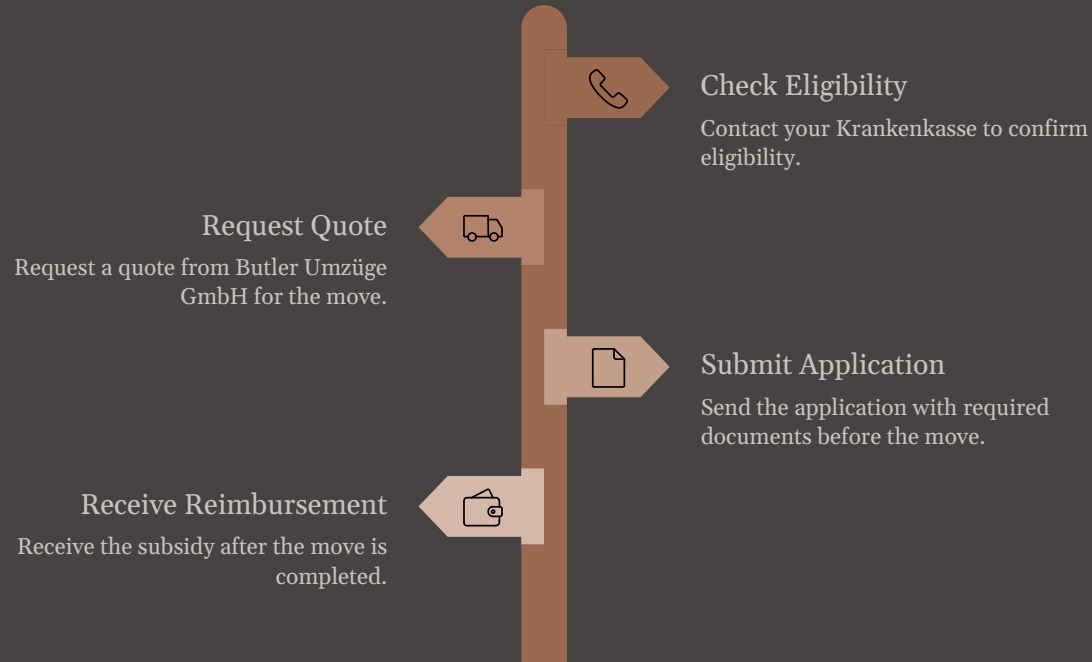 Check Eligibility
Contact your Krankenkasse to confirm
eligibility.
Request Quote
Request a quote from Butler Umzüge
GmbH for the move.
Submit Application
Send the application with required
documents before the move.
Receive Reimbursement
Receive the subsidy after the move is
completed.